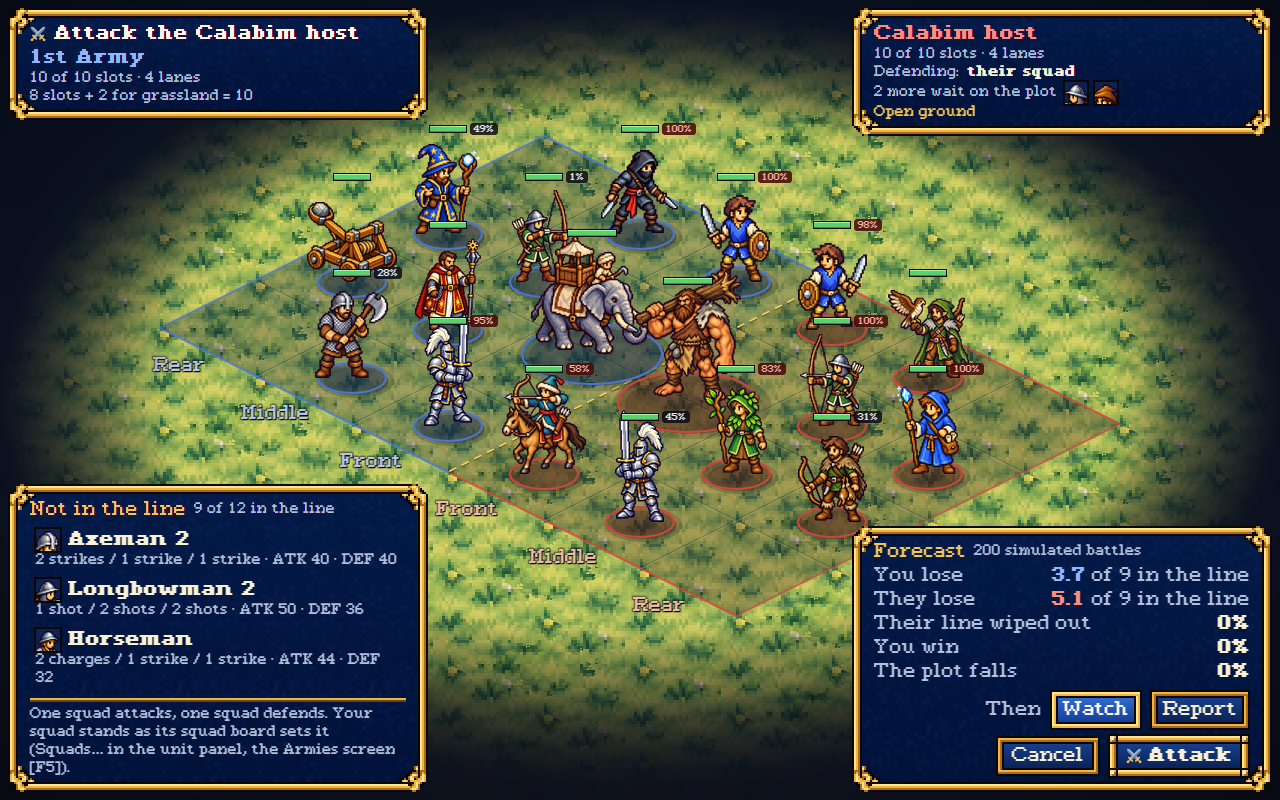 Attack the Calabim host
1st Army
10 of 10 slots · 4 lanes
8 slots + 2 for grassland = 10
Calabim host
10 of 10 slots · 4 lanes
Defending: their squad
2 more wait on the plot
Open ground
49%
100%
1%
100%
98%
28%
95%
100%
58%
83%
100%
45%
31%
Rear
Middle
Front
Front
Middle
Rear
Not in the line 9 of 12 in the line
Axeman 2
2 strikes / 1 strike / 1 strike · ATK 40 · DEF 40
Longbowman 2
1 shot / 2 shots / 2 shots · ATK 50 · DEF 36
Horseman
2 charges / 1 strike / 1 strike · ATK 44 · DEF
32
One squad attacks, one squad defends. Your
squad stands as its squad board sets it
(Squads... in the unit panel, the Armies screen
[F5]).
Forecast 200 simulated battles
You lose 3.7 of 9 in the line
They lose 5.1 of 9 in the line
Their line wiped out 0%
You win 0%
The plot falls 0%
Then Watch Report
Cancel Attack